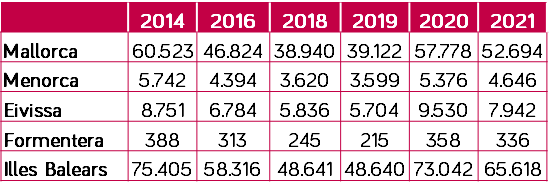 2014 2016 2018 2019 2020 2021
Mallorca 60.523 46.824 38.940 39.122 57.778 52.694
Menorca 5.742 4.394 3.620 3.599 5.376 4.646
Eivissa 8.751 6.784 5.836 5.704 9.530 7.942
Formentera 388 313 245 215 358 336
Illes Balears 75.405 58.316 48.641 48.640 73.042 65.618